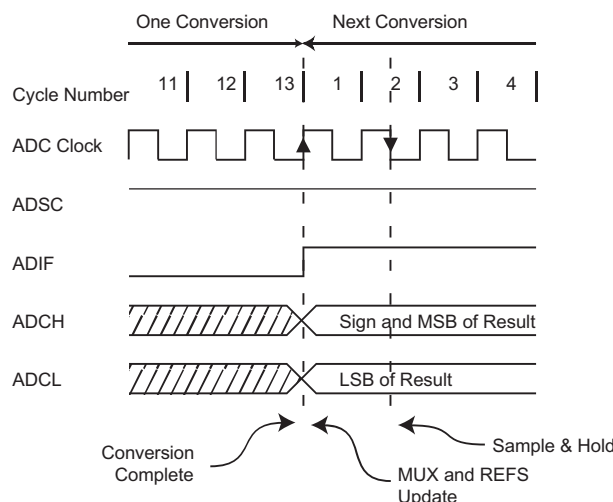 One Conversion Next Conversion
Cycle Number 11 12 13 1 2 3 4
ADC Clock
ADSC
ADIF
ADCH Sign and MSB of Result
ADCL LSB of Result
Conversion
Complete
MUX and REFS
Update
Sample & Hold